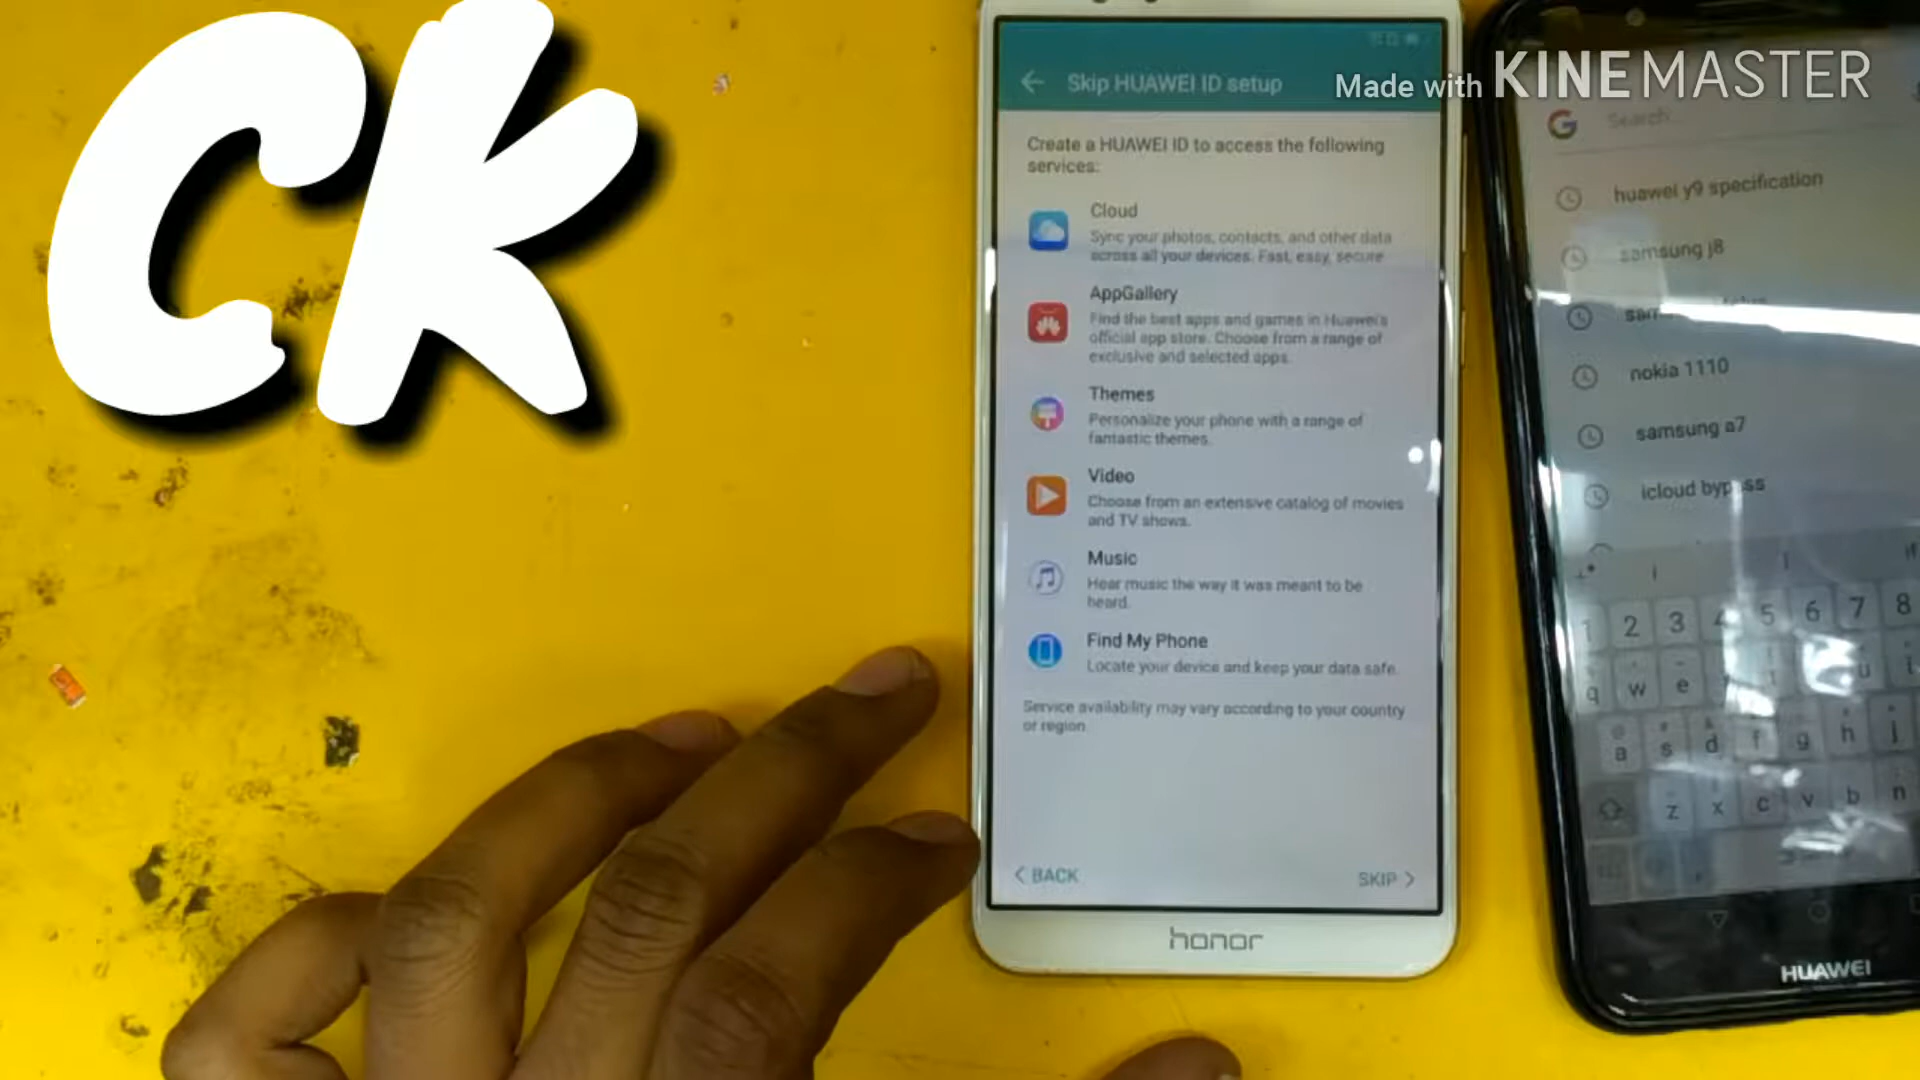 CK
Made with KINEMASTER
Skip HUAWEI ID setup
Create a HUAWEI ID to access the following
services:
Cloud
Sync your photos, contacts, and other data
across all your devices. Fast, easy, secure
AppGallery
Find the best apps and games in Huawei's
official app store. Choose from a range of
exclusive and selected apps.
Themes
Personalize your phone with a range of
fantastic themes.
Video
Choose from an extensive catalog of movies
and TV shows.
Music
Hear music the way it was meant to be
heard.
Find My Phone
Locate your device and keep your data safe.
Service availability may vary according to your country
or region.
BACK
SKIP
honor
Search
huawei y9 specification
samsung j8
nokia 1110
samsung a7
icloud bypass
1 2 3 4 5 6 7 8
q w e u i
a s d f g h j
z x c v b n
HUAWEI